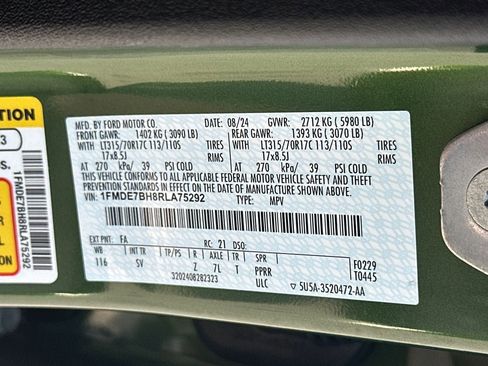 MFD. BY FORD MOTOR CO. DATE: 08/24 GVWR: 2712 KG ( 5980 LB)
FRONT GAWR: 1402 KG ( 3090 LB) REAR GAWR: 1393 KG ( 3070 LB)
WITH LT315/70R17C 113/110S TIRES WITH LT315/70R17C 113/110S TIRES
17x8.5J RIMS 17x8.5J RIMS
AT 270 kPa/ 39 PSI COLD AT 270 kPa/ 39 PSI COLD
THIS VEHICLE CONFORMS TO ALL APPLICABLE FEDERAL MOTOR VEHICLE SAFETY AND THEFT PREVENTION STANDARDS IN EFFECT ON THE DATE OF MANUFACTURE SHOWN ABOVE.
VIN: 1FMDE7BH8RLA75292 TYPE: MPV
EXT PNT: FA RC: 21 DSO: F0229
WB INT TR TP/PS R AXLE TR SPR T0445
116 SV 7 7L T PPRR
ULC
3202408282323 5U5A-3520472-AA
TION
3
S.
1FMDE7BH8RLA75292